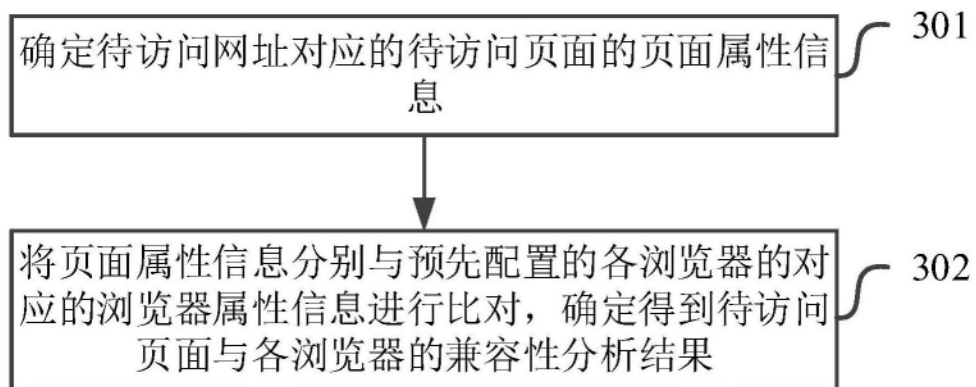 确定待访问网址对应的待访问页面的页面属性信
息
301
将页面属性信息分别与预先配置的各浏览器的对
应的浏览器属性信息进行比对，确定得到待访问
页面与各浏览器的兼容性分析结果
302